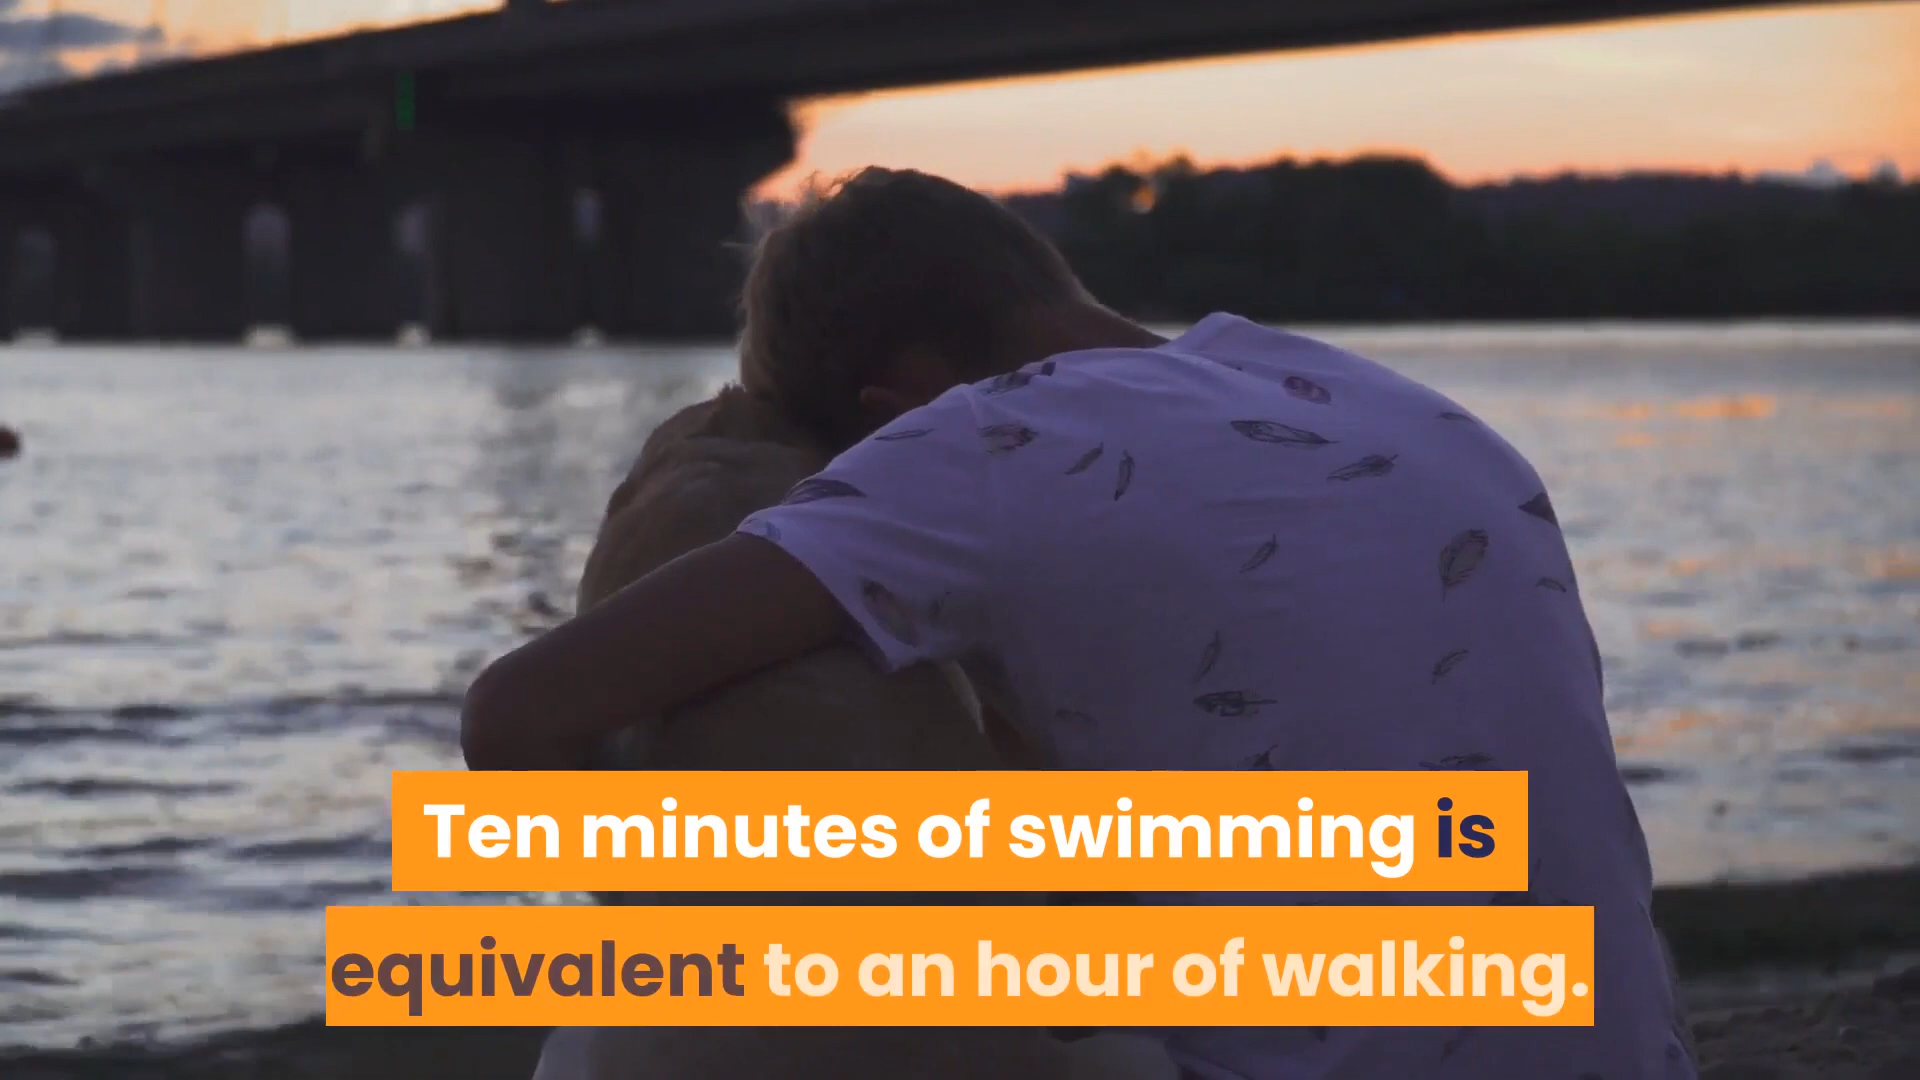 Ten minutes of swimming is
equivalent to an hour of walking.